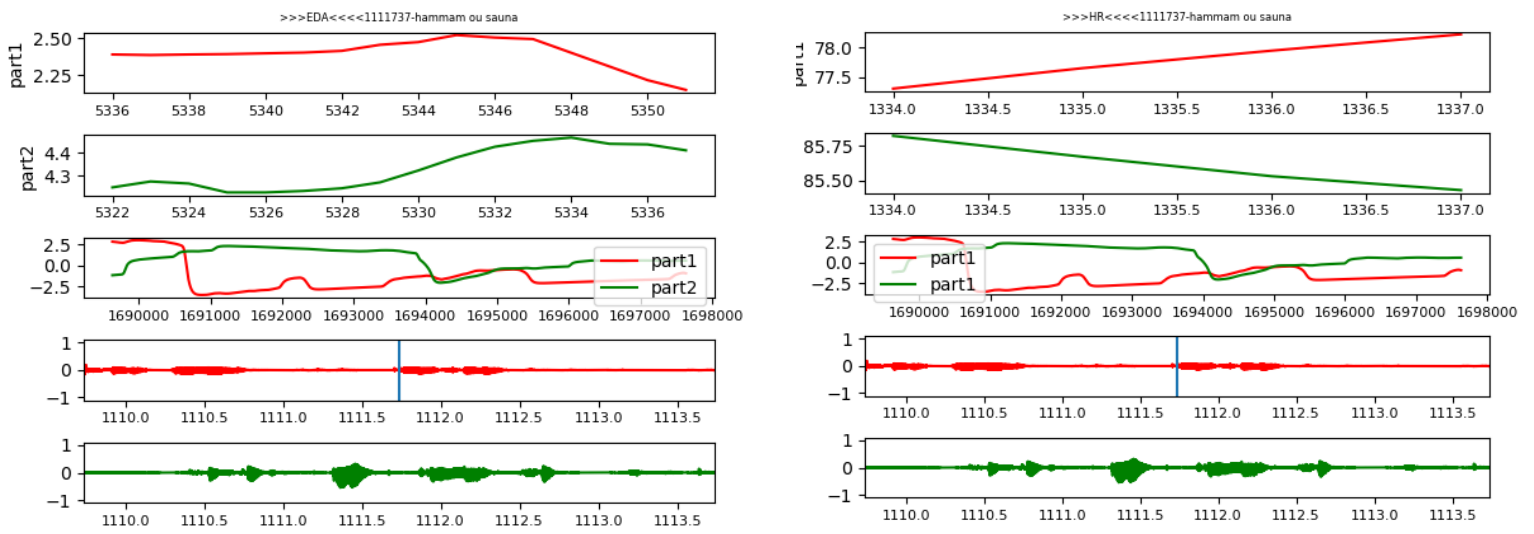 >>>EDA<<<<1111737-hammam ou sauna
part1
2.50
2.25
5336 5338 5340 5342 5344 5346 5348 5350
part2
4.4
4.3
5322 5324 5326 5328 5330 5332 5334 5336
2.5
0.0
−2.5
part1
part2
1690000 1691000 1692000 1693000 1694000 1695000 1696000 1697000 1698000
1
0
−1
1110.0 1110.5 1111.0 1111.5 1112.0 1112.5 1113.0 1113.5
1
0
−1
1110.0 1110.5 1111.0 1111.5 1112.0 1112.5 1113.0 1113.5
>>>HR<<<<1111737-hammam ou sauna
part1
78.0
77.5
1334.0 1334.5 1335.0 1335.5 1336.0 1336.5 1337.0
85.75
85.50
1334.0 1334.5 1335.0 1335.5 1336.0 1336.5 1337.0
2.5
0.0
−2.5
part1
part1
1690000 1691000 1692000 1693000 1694000 1695000 1696000 1697000 1698000
1
0
−1
1110.0 1110.5 1111.0 1111.5 1112.0 1112.5 1113.0 1113.5
1
0
−1
1110.0 1110.5 1111.0 1111.5 1112.0 1112.5 1113.0 1113.5